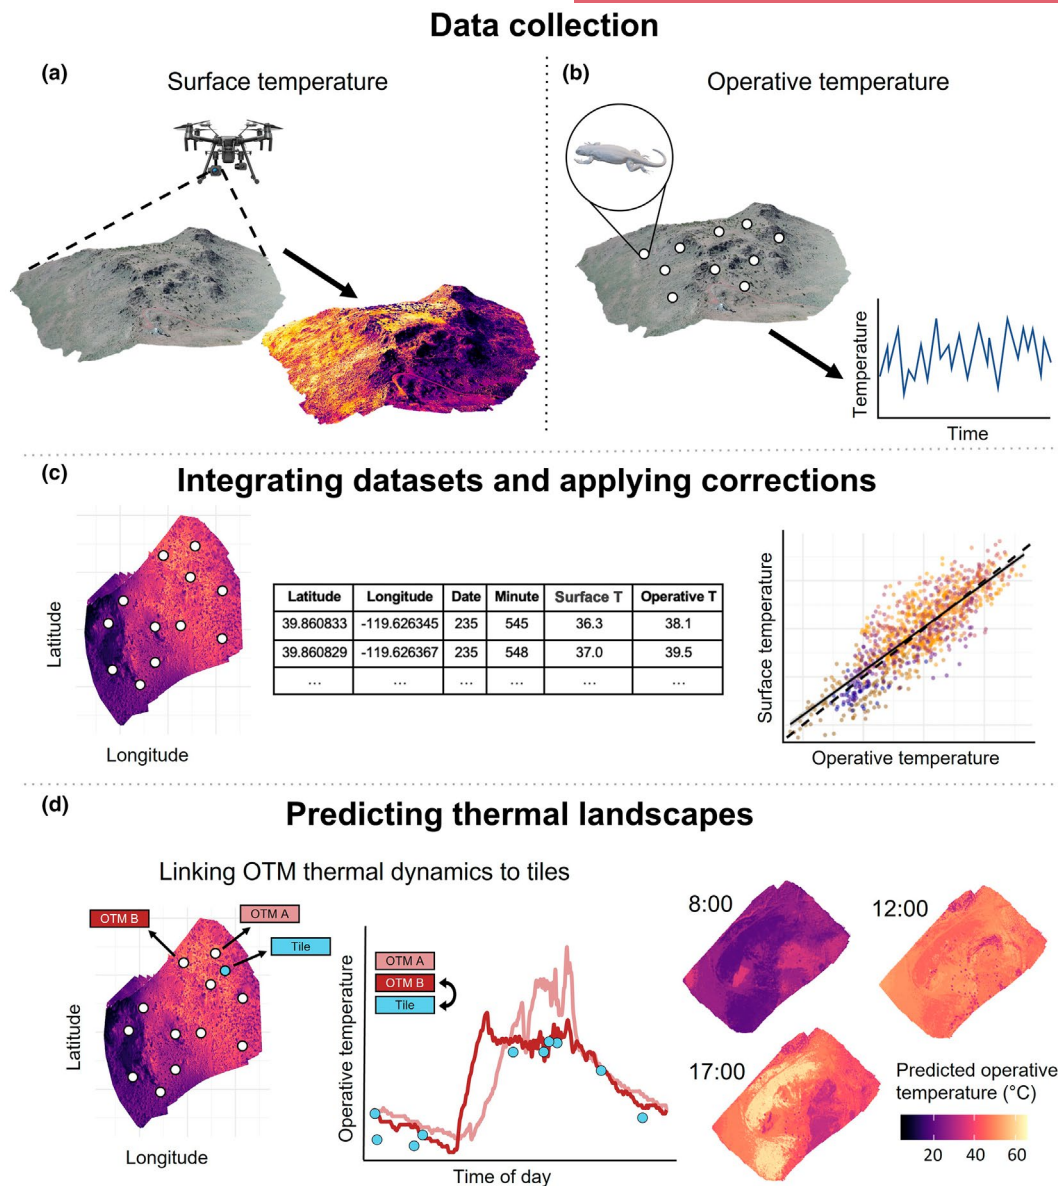 Data collection
(a)
Surface temperature
(b)
Operative temperature
Temperature
Time
(c)
Integrating datasets and applying corrections
Latitude
Longitude
Latitude Longitude Date Minute Surface T Operative T
39.860833 -119.626345 235 545 36.3 38.1
39.860829 -119.626367 235 548 37.0 39.5
... ... ... ... ... ...
Surface temperature
Operative temperature
(d)
Predicting thermal landscapes
Linking OTM thermal dynamics to tiles
OTM B
OTM A
Tile
Latitude
Longitude
Operative temperature
OTM A
OTM B
Tile
Time of day
8:00
12:00
17:00
Predicted operative
temperature (°C)
20 40 60